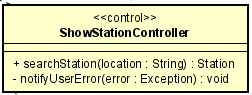 <<control>>
ShowStationController
+ searchStation(location : String) : Station
- notifyUserError(error : Exception) : void